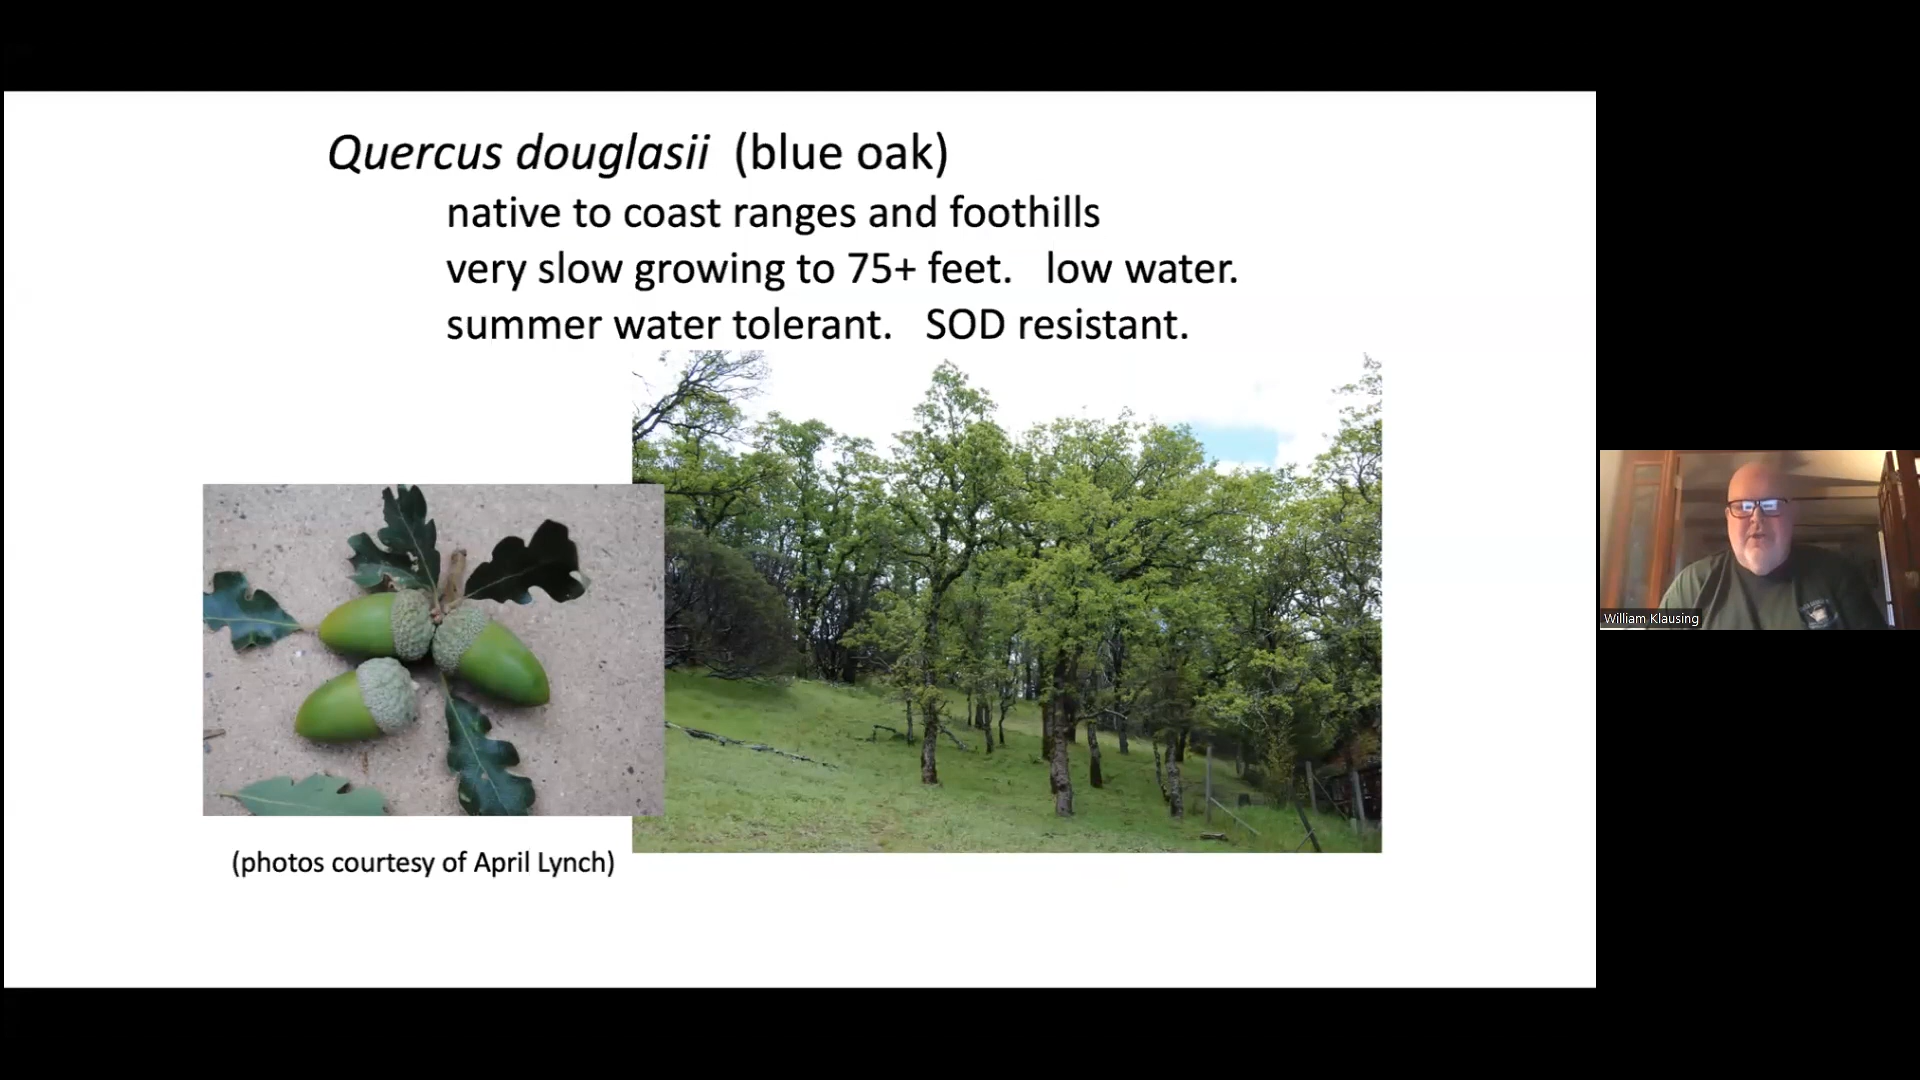 Quercus douglasii (blue oak)
native to coast ranges and foothills
very slow growing to 75+ feet. low water.
summer water tolerant. SOD resistant.
(photos courtesy of April Lynch)
William Klausing